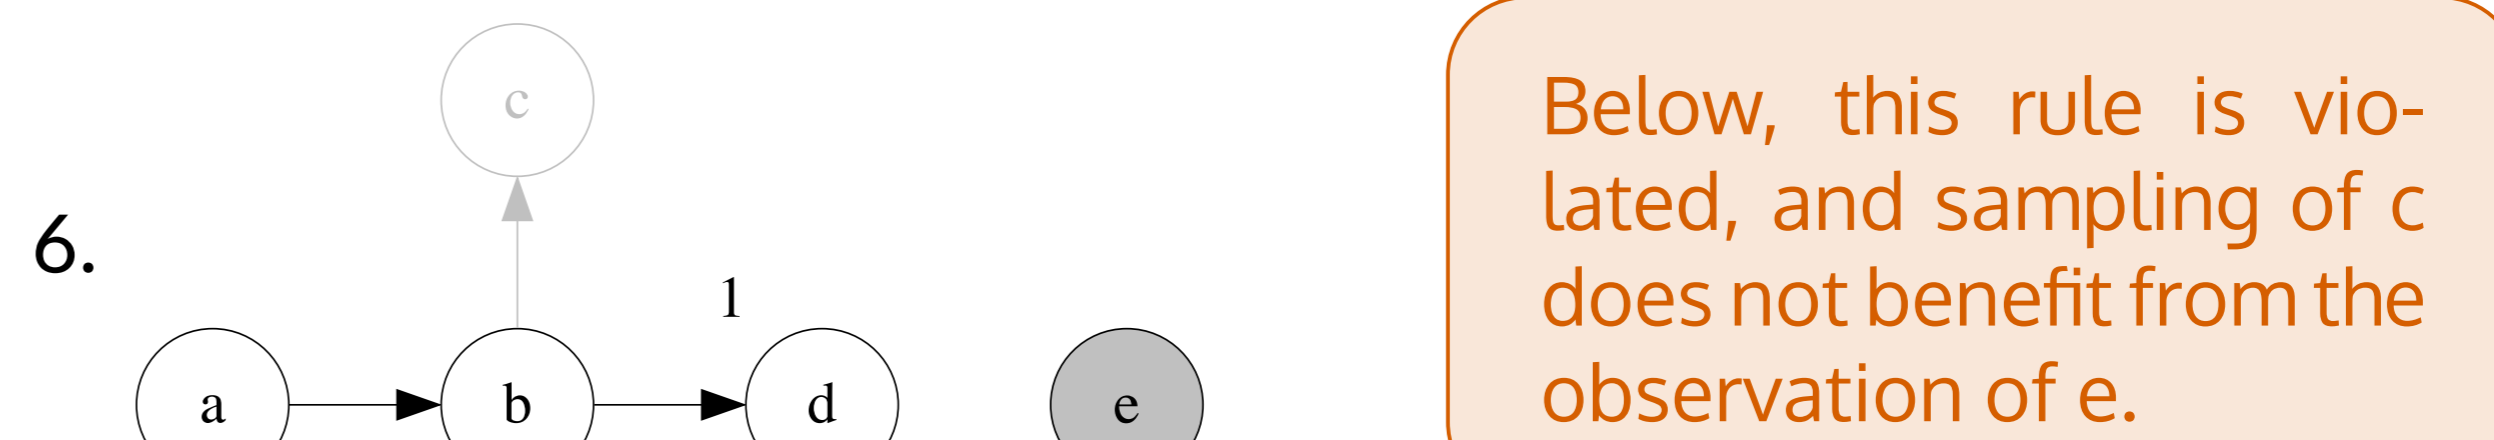 c
6.
1
a b d e
Below, this rule is vio-
lated, and sampling of c
does not benefit from the
observation of e.